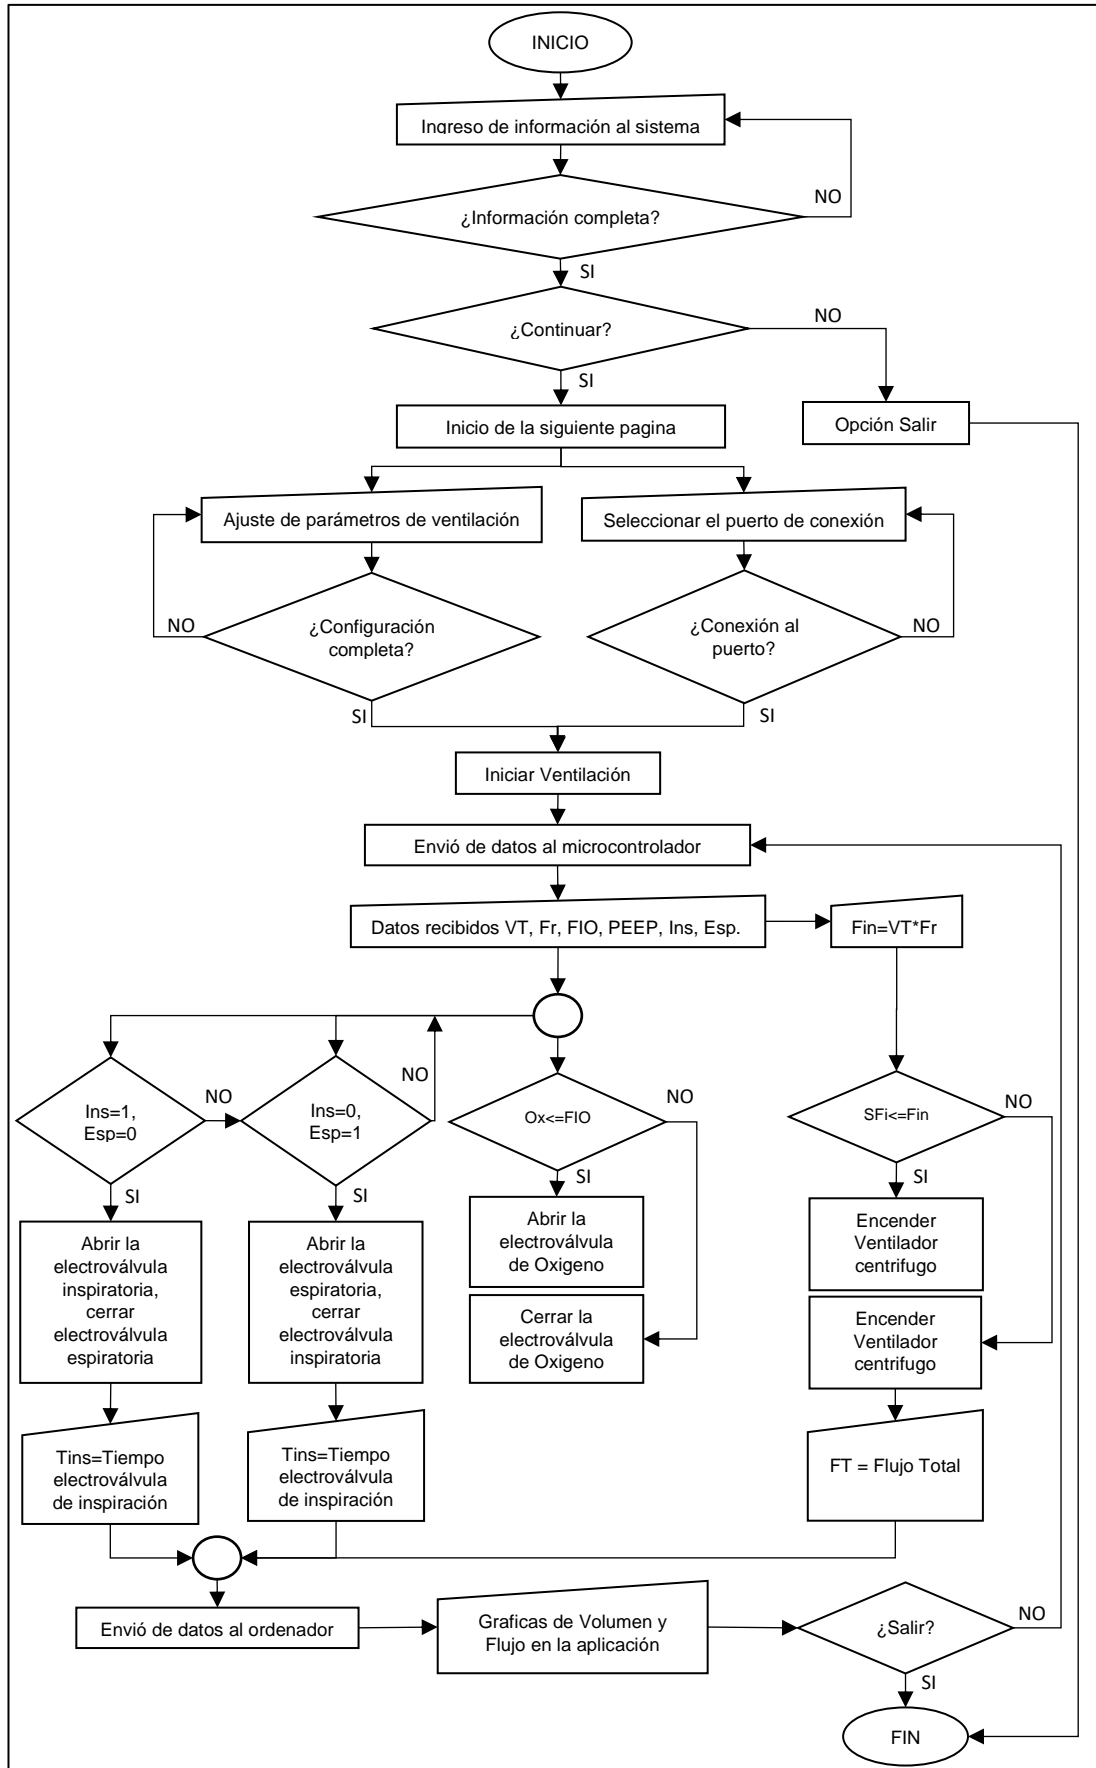 INICIO
Ingreso de información al sistema
¿Información completa?
NO
SI
¿Continuar?
NO
SI
Inicio de la siguiente pagina
Opción Salir
Ajuste de parámetros de ventilación
Seleccionar el puerto de conexión
NO
¿Configuración
completa?
¿Conexión al
puerto?
NO
SI
SI
Iniciar Ventilación
Envió de datos al microcontrolador
Datos recibidos VT, Fr, FIO, PEEP, Ins, Esp.
Fin=VT*Fr
Ins=1,
Esp=0
NO
Ins=0,
Esp=1
NO
Ox<=FIO
NO
SFi<=Fin
NO
SI
SI
SI
SI
Abrir la
electroválvula
inspiratoria,
cerrar
electroválvula
espiratoria
Abrir la
electroválvula
espiratoria,
cerrar
electroválvula
inspiratoria
Abrir la
electroválvula
de Oxigeno
Cerrar la
electroválvula
de Oxigeno
Encender
Ventilador
centrifugo
Encender
Ventilador
centrifugo
Tins=Tiempo
electroválvula
de inspiración
Tins=Tiempo
electroválvula
de inspiración
FT = Flujo Total
Envió de datos al ordenador
Graficas de Volumen y
Flujo en la aplicación
¿Salir?
NO
SI
FIN